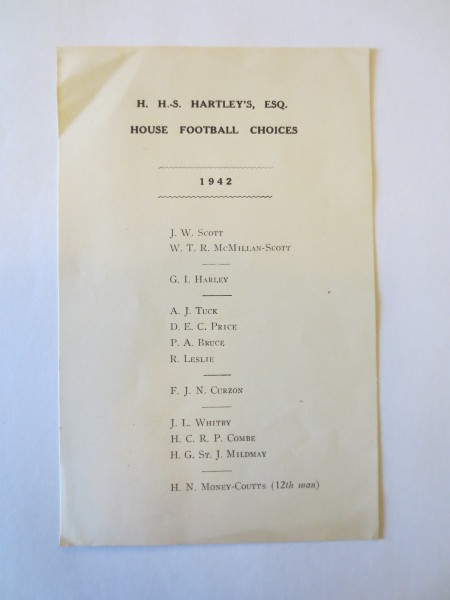 H. H.-S. HARTLEY'S, ESQ.
HOUSE FOOTBALL CHOICES
1942
J. W. SCOTT
W. T. R. MCMILLAN-SCOTT
G. I. HARLEY
A. J. TUCK
D. E. C. PRICE
P. A. BRUCE
R. LESLIE
F. J. N. CURZON
J. L. WHITBY
H. C. R. P. COMBE
H. G. ST. J. MILDMAY
H. N. MONEY-COUTTS (12th man)